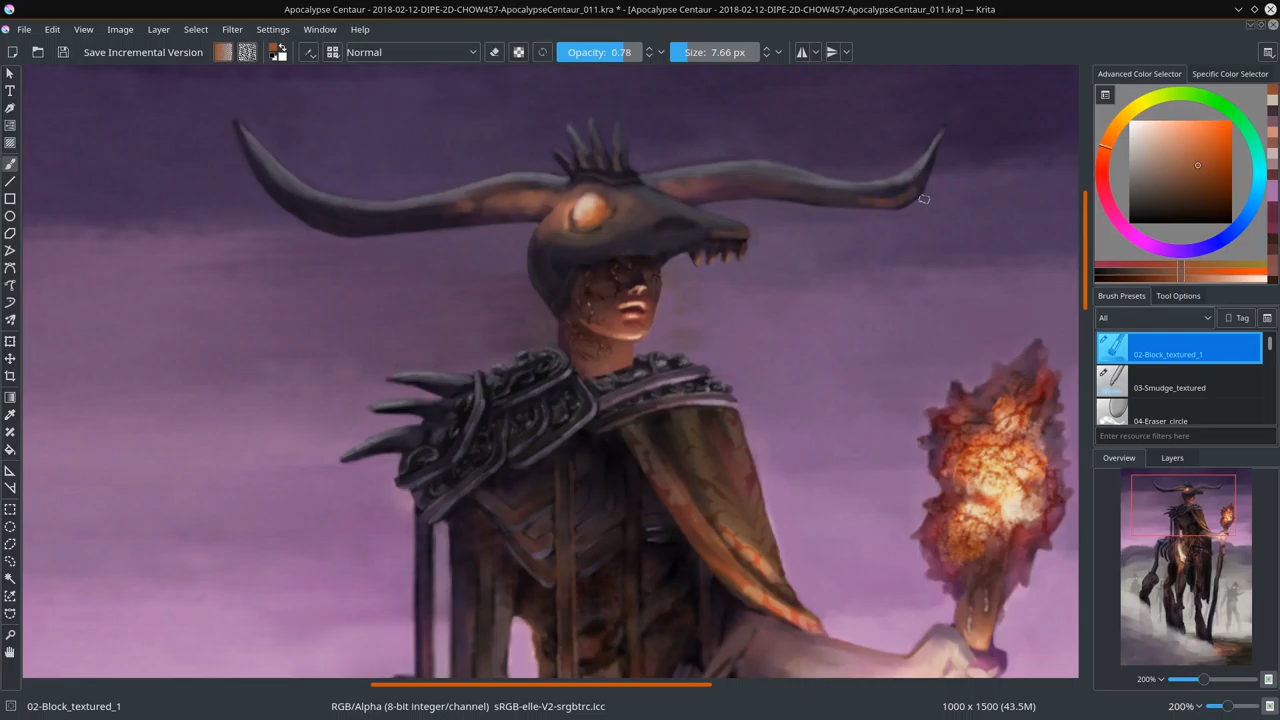 Apocalypse Centaur - 2018-02-12-DIPE-2D-CHOW457-ApocalypseCentaur_011.kra * - [Apocalypse Centaur - 2018-02-12-DIPE-2D-CHOW457-ApocalypseCentaur_011.kra] — Krita
File Edit View Image Layer Select Filter Settings Window Help
Save Incremental Version Normal Opacity: 0.78 Size: 7.66 px
Advanced Color Selector Specific Color Selector
Brush Presets Tool Options
All Tag
02-Block_textured_1
03-Smudge_textured
04-Eraser_circle
Enter resource filters here
Overview Layers
200%
02-Block_textured_1 RGB/Alpha (8-bit integer/channel) sRGB-elle-V2-srgbtrc.icc 1000 x 1500 (43.5M) 200%